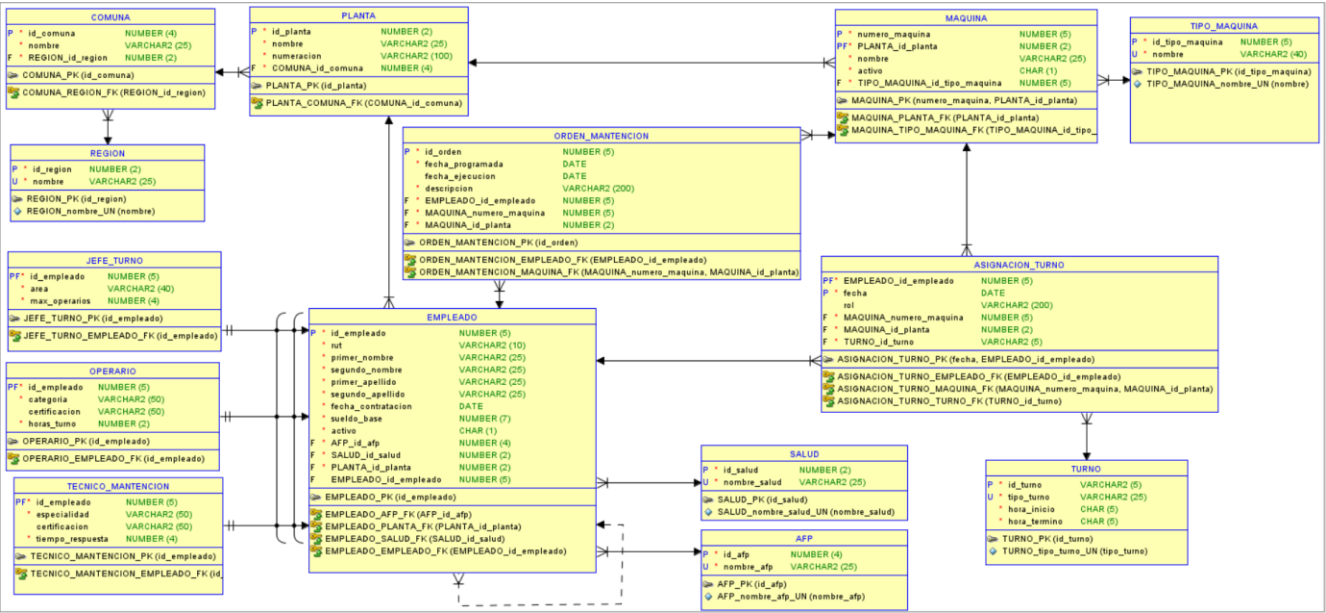 COMUNA
P * id_comuna NUMBER (4)
* nombre VARCHAR2 (25)
F * REGION_id_region NUMBER (2)
COMUNA_PK (id_comuna)
COMUNA_REGION_FK (REGION_id_region)
PLANTA
P * id_planta NUMBER (2)
* nombre VARCHAR2 (25)
* numeracion VARCHAR2 (100)
F * COMUNA_id_comuna NUMBER (4)
PLANTA_PK (id_planta)
PLANTA_COMUNA_FK (COMUNA_id_comuna)
MAQUINA
P * numero_maquina NUMBER (5)
PF* PLANTA_id_planta NUMBER (2)
* nombre VARCHAR2 (25)
* activo CHAR (1)
F * TIPO_MAQUINA_id_tipo_maquina NUMBER (5)
MAQUINA_PK (numero_maquina, PLANTA_id_planta)
MAQUINA_PLANTA_FK (PLANTA_id_planta)
MAQUINA_TIPO_MAQUINA_FK (TIPO_MAQUINA_id_tipo_
TIPO_MAQUINA
P * id_tipo_maquina NUMBER (5)
U * nombre VARCHAR2 (40)
TIPO_MAQUINA_PK (id_tipo_maquina)
TIPO_MAQUINA_nombre_UN (nombre)
REGION
P * id_region NUMBER (2)
U * nombre VARCHAR2 (25)
REGION_PK (id_region)
REGION_nombre_UN (nombre)
ORDEN_MANTENCION
P * id_orden NUMBER (5)
* fecha_programada DATE
fecha_ejecucion DATE
* descripcion VARCHAR2 (200)
F * EMPLEADO_id_empleado NUMBER (5)
F * MAQUINA_numero_maquina NUMBER (5)
F * MAQUINA_id_planta NUMBER (2)
ORDEN_MANTENCION_PK (id_orden)
ORDEN_MANTENCION_EMPLEADO_FK (EMPLEADO_id_empleado)
ORDEN_MANTENCION_MAQUINA_FK (MAQUINA_numero_maquina, MAQUINA_id_planta)
JEFE_TURNO
PF* id_empleado NUMBER (5)
* area VARCHAR2 (40)
* max_operarios NUMBER (4)
JEFE_TURNO_PK (id_empleado)
JEFE_TURNO_EMPLEADO_FK (id_empleado)
ASIGNACION_TURNO
PF* EMPLEADO_id_empleado NUMBER (5)
P * fecha DATE
rol VARCHAR2 (200)
F * MAQUINA_numero_maquina NUMBER (5)
F * MAQUINA_id_planta NUMBER (2)
F * TURNO_id_turno VARCHAR2 (5)
ASIGNACION_TURNO_PK (fecha, EMPLEADO_id_empleado)
ASIGNACION_TURNO_EMPLEADO_FK (EMPLEADO_id_empleado)
ASIGNACION_TURNO_MAQUINA_FK (MAQUINA_numero_maquina, MAQUINA_id_planta)
ASIGNACION_TURNO_TURNO_FK (TURNO_id_turno)
EMPLEADO
P * id_empleado NUMBER (5)
* rut VARCHAR2 (10)
* primer_nombre VARCHAR2 (25)
* segundo_nombre VARCHAR2 (25)
* primer_apellido VARCHAR2 (25)
* segundo_apellido VARCHAR2 (25)
* fecha_contratacion DATE
* sueldo_base NUMBER (7)
* activo CHAR (1)
F * AFP_id_afp NUMBER (4)
F * SALUD_id_salud NUMBER (2)
F * PLANTA_id_planta NUMBER (2)
F EMPLEADO_id_empleado NUMBER (5)
EMPLEADO_PK (id_empleado)
EMPLEADO_AFP_FK (AFP_id_afp)
EMPLEADO_PLANTA_FK (PLANTA_id_planta)
EMPLEADO_SALUD_FK (SALUD_id_salud)
EMPLEADO_EMPLEADO_FK (EMPLEADO_id_empleado)
OPERARIO
PF* id_empleado NUMBER (5)
* categoria VARCHAR2 (50)
certificacion VARCHAR2 (50)
* horas_turno NUMBER (2)
OPERARIO_PK (id_empleado)
OPERARIO_EMPLEADO_FK (id_empleado)
TECNICO_MANTENCION
PF* id_empleado NUMBER (5)
* especialidad VARCHAR2 (50)
certificacion VARCHAR2 (50)
* tiempo_respuesta NUMBER (4)
TECNICO_MANTENCION_PK (id_empleado)
TECNICO_MANTENCION_EMPLEADO_FK (id_
SALUD
P * id_salud NUMBER (2)
U * nombre_salud VARCHAR2 (25)
SALUD_PK (id_salud)
SALUD_nombre_salud_UN (nombre_salud)
AFP
P * id_afp NUMBER (4)
U * nombre_afp VARCHAR2 (25)
AFP_PK (id_afp)
AFP_nombre_afp_UN (nombre_afp)
TURNO
P * id_turno VARCHAR2 (5)
U * tipo_turno VARCHAR2 (25)
* hora_inicio CHAR (5)
* hora_termino CHAR (5)
TURNO_PK (id_turno)
TURNO_tipo_turno_UN (tipo_turno)